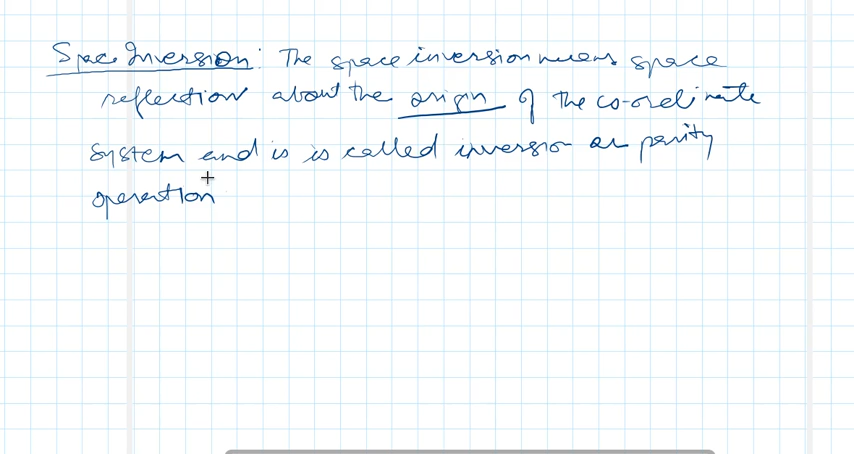 Space Inversion: The space inversion means space
reflection about the origin of the co-ordinate
system and is is called inversion or parity
operation